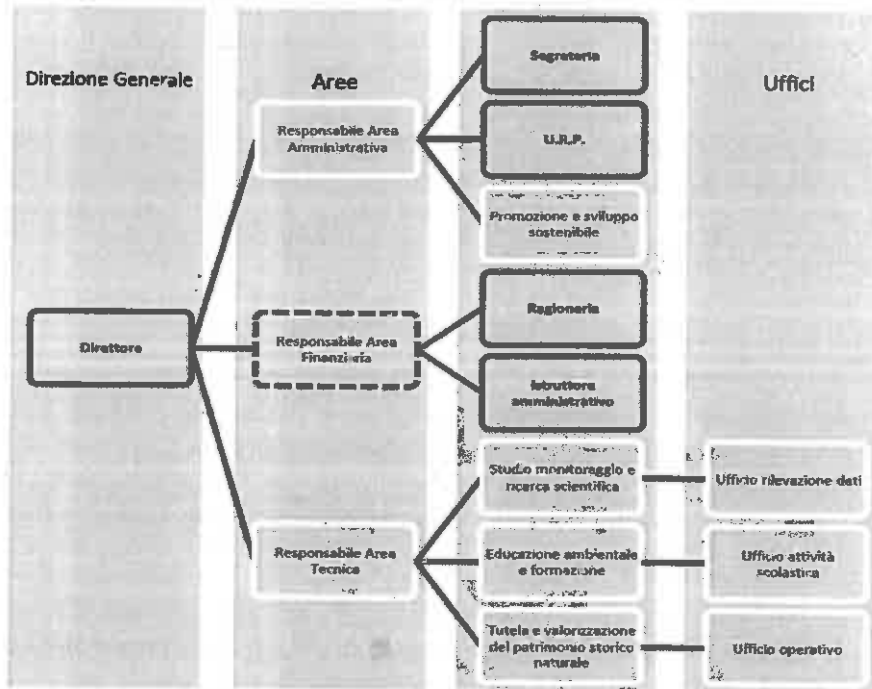 Direzione Generale
Aree
Uffici
Segreteria
U.R.P.
Responsabile Area
Amministrativa
Promozione e sviluppo
sostenibile
Direttore
Responsabile Area
Finanziaria
Ragioneria
Istruttore
amministrativo
Responsabile Area
Tecnica
Studio monitoraggio e
ricerca scientifica
Ufficio rilevazione dati
Educazione ambientale
e formazione
Ufficio attività
scolastica
Tutela e valorizzazione
del patrimonio storico
naturale
Ufficio operativo